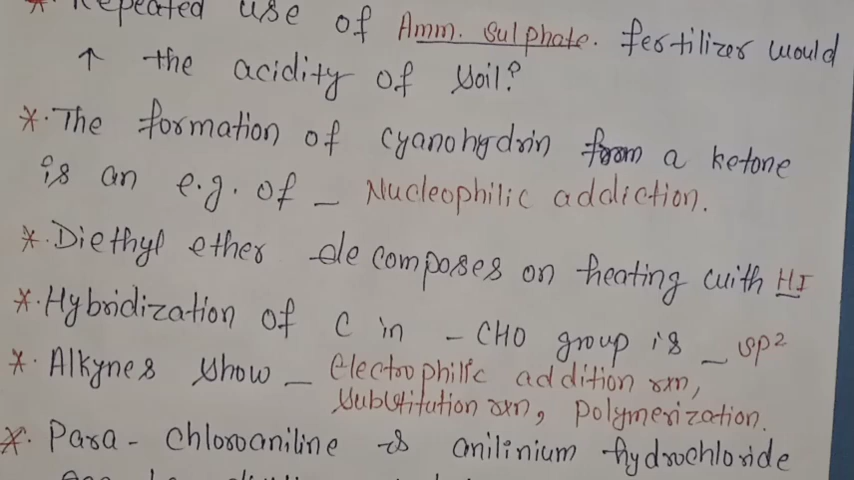 * Repeated use of Amm. sulphate. fertilizer would
↑ the acidity of soil?
*. The formation of cyanohydrin from a ketone
is an e.g. of _ Nucleophilic addiction.
*. Diethyl ether decomposes on heating with HI
*. Hybridization of C in - CHO group is _ sp²
*. Alkynes show _ Electrophilic addition rxn,
substitution rxn, polymerization.
*. Para - chloroaniline & anilinium hydrochloride